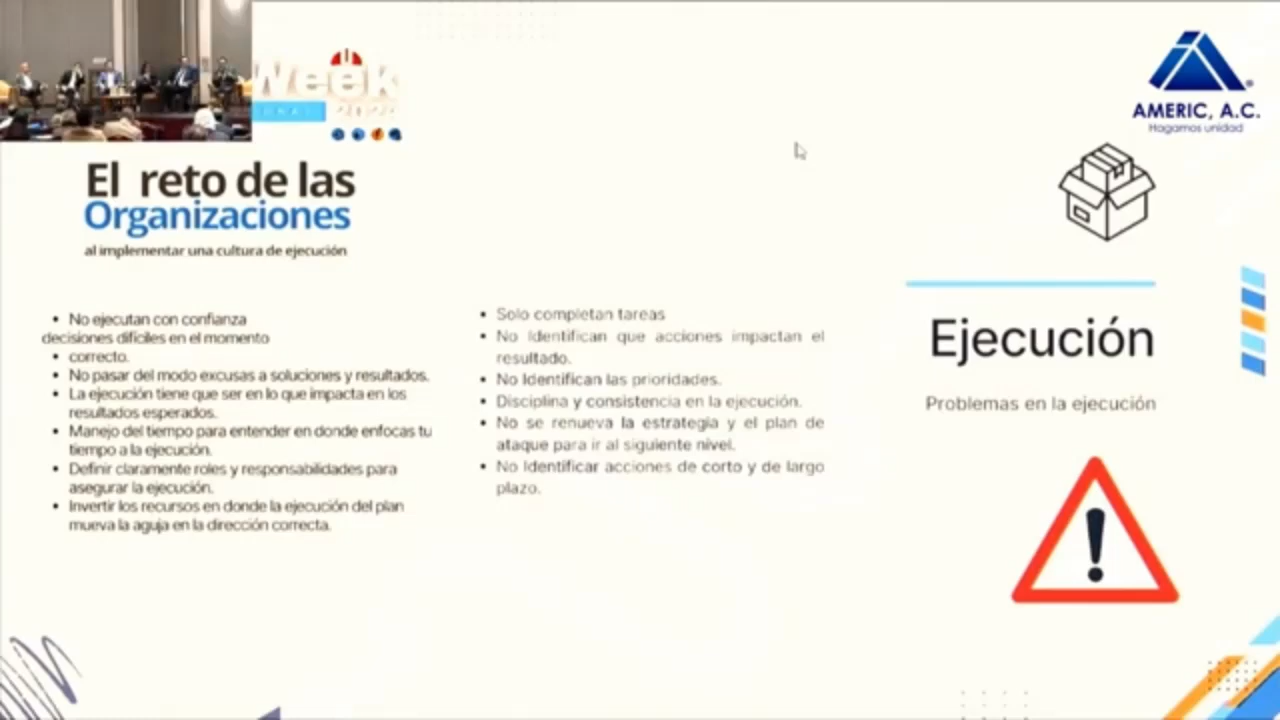 Week
AMERIC, A.C.
Hagamos unidad
El reto de las
Organizaciones
al implementar una cultura de ejecución
• No ejecutan con confianza
decisiones difíciles en el momento
• correcto.
• No pasar del modo excusas a soluciones y resultados.
• La ejecución tiene que ser en lo que impacta en los
resultados esperados.
• Manejo del tiempo para entender en donde enfocas tu
tiempo a la ejecución.
• Definir claramente roles y responsabilidades para
asegurar la ejecución.
• Invertir los recursos en donde la ejecución del plan
mueva la aguja en la dirección correcta.
• Solo completan tareas
• No Identifican que acciones impactan el
resultado.
• No Identifican las prioridades.
• Disciplina y consistencia en la ejecución.
• No se renueva la estrategia y el plan de
ataque para ir al siguiente nivel.
• No Identificar acciones de corto y de largo
plazo.
Ejecución
Problemas en la ejecución